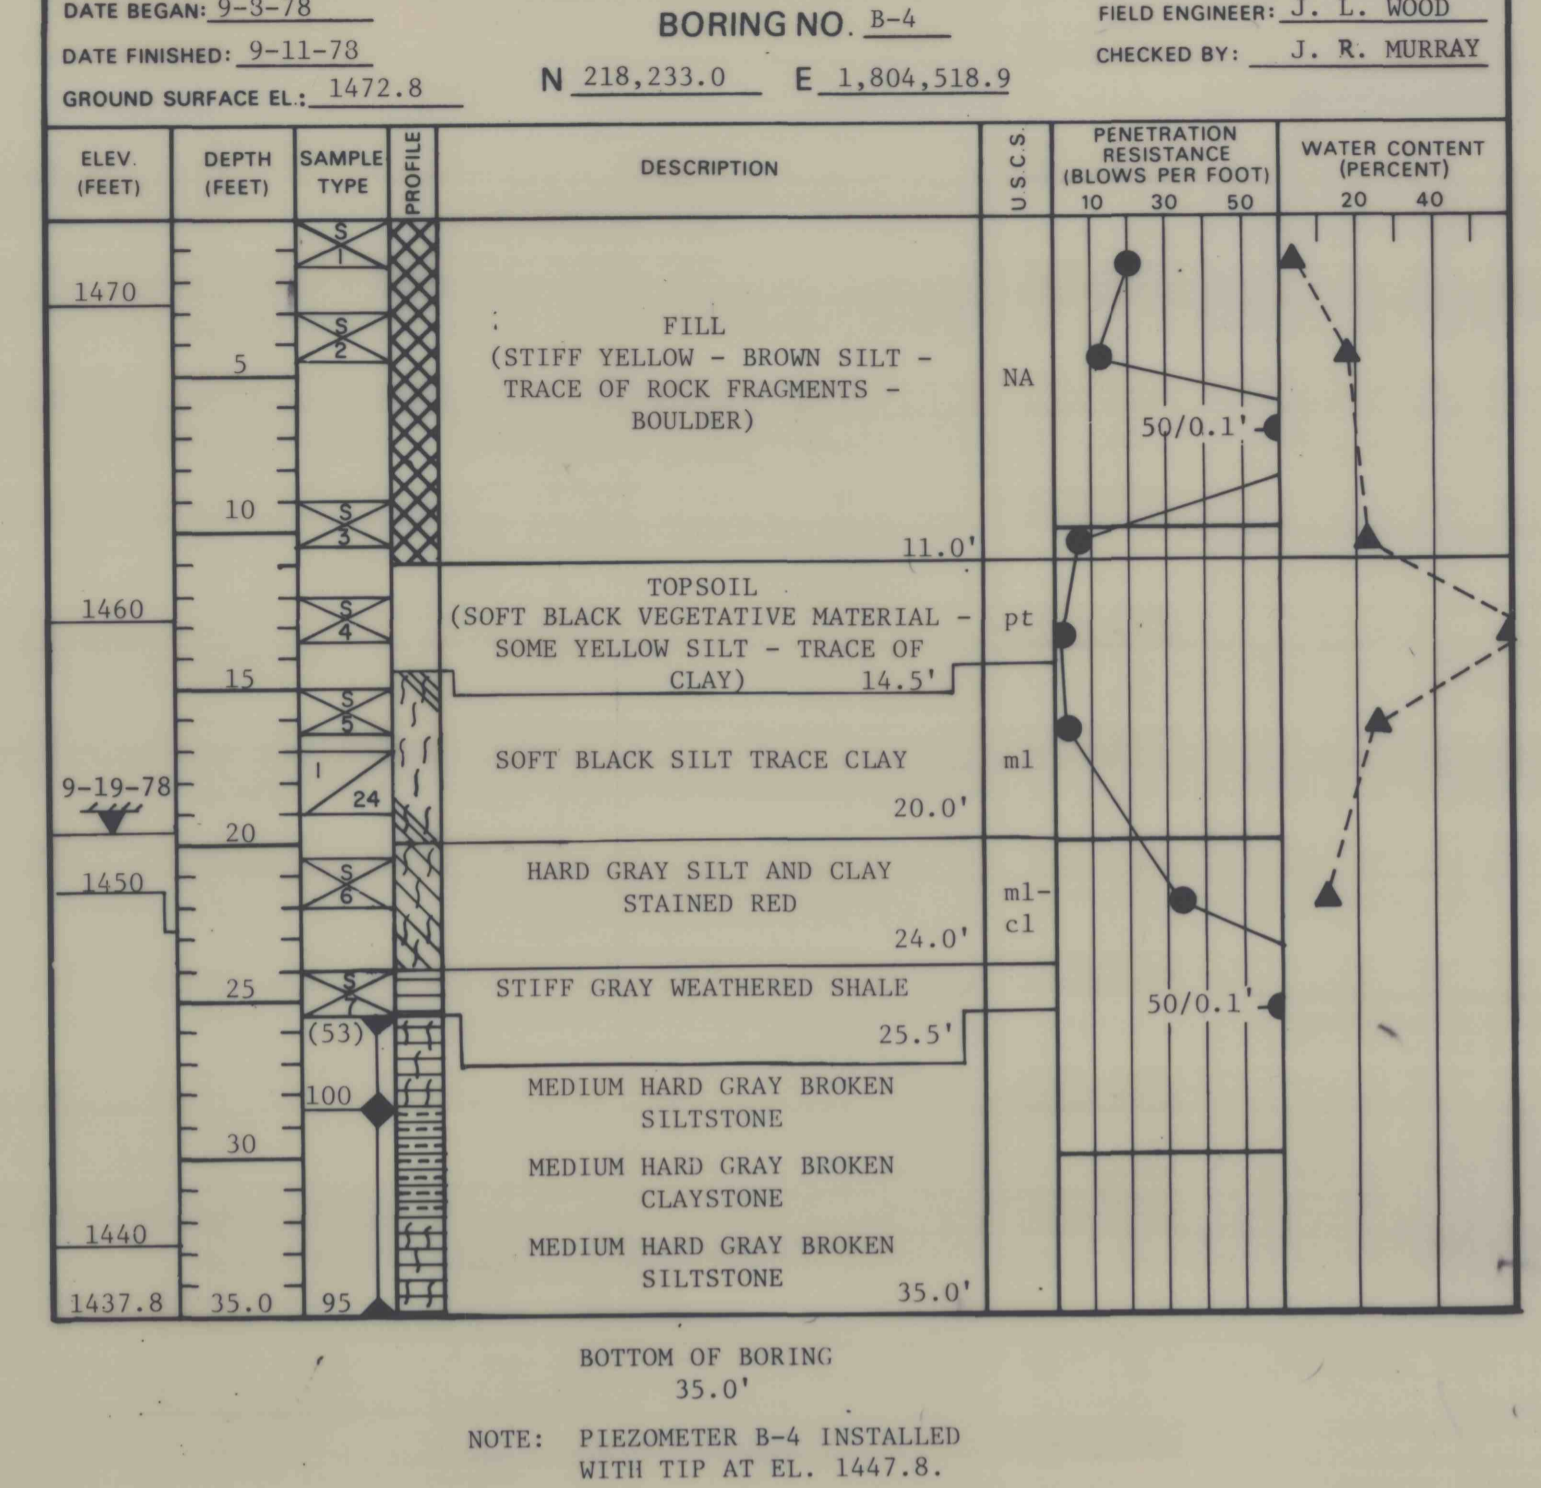 DATE BEGAN: 9-3-78
BORING NO. B-4
FIELD ENGINEER: J. L. WOOD
DATE FINISHED: 9-11-78
CHECKED BY: J. R. MURRAY
GROUND SURFACE EL.: 1472.8
N 218,233.0 E 1,804,518.9
ELEV.
(FEET)
DEPTH
(FEET)
SAMPLE
TYPE
PROFILE
DESCRIPTION
U.S.C.S.
PENETRATION
RESISTANCE
(BLOWS PER FOOT)
10 30 50
WATER CONTENT
(PERCENT)
20 40
S
1
1470
S
2
5
FILL
(STIFF YELLOW - BROWN SILT -
TRACE OF ROCK FRAGMENTS -
BOULDER)
NA
50/0.1'
10
S
3
11.0'
1460
S
4
TOPSOIL
(SOFT BLACK VEGETATIVE MATERIAL -
SOME YELLOW SILT - TRACE OF
CLAY) 14.5'
pt
15
S
5
SOFT BLACK SILT TRACE CLAY
ml
9-19-78
1
24
20.0'
20
1450
S
6
HARD GRAY SILT AND CLAY
STAINED RED
24.0'
ml-
cl
25
S
7
STIFF GRAY WEATHERED SHALE
25.5'
50/0.1'
(53)
100
MEDIUM HARD GRAY BROKEN
SILTSTONE
30
MEDIUM HARD GRAY BROKEN
CLAYSTONE
1440
MEDIUM HARD GRAY BROKEN
SILTSTONE
35.0'
1437.8 35.0 95
BOTTOM OF BORING
35.0'
NOTE: PIEZOMETER B-4 INSTALLED
WITH TIP AT EL. 1447.8.